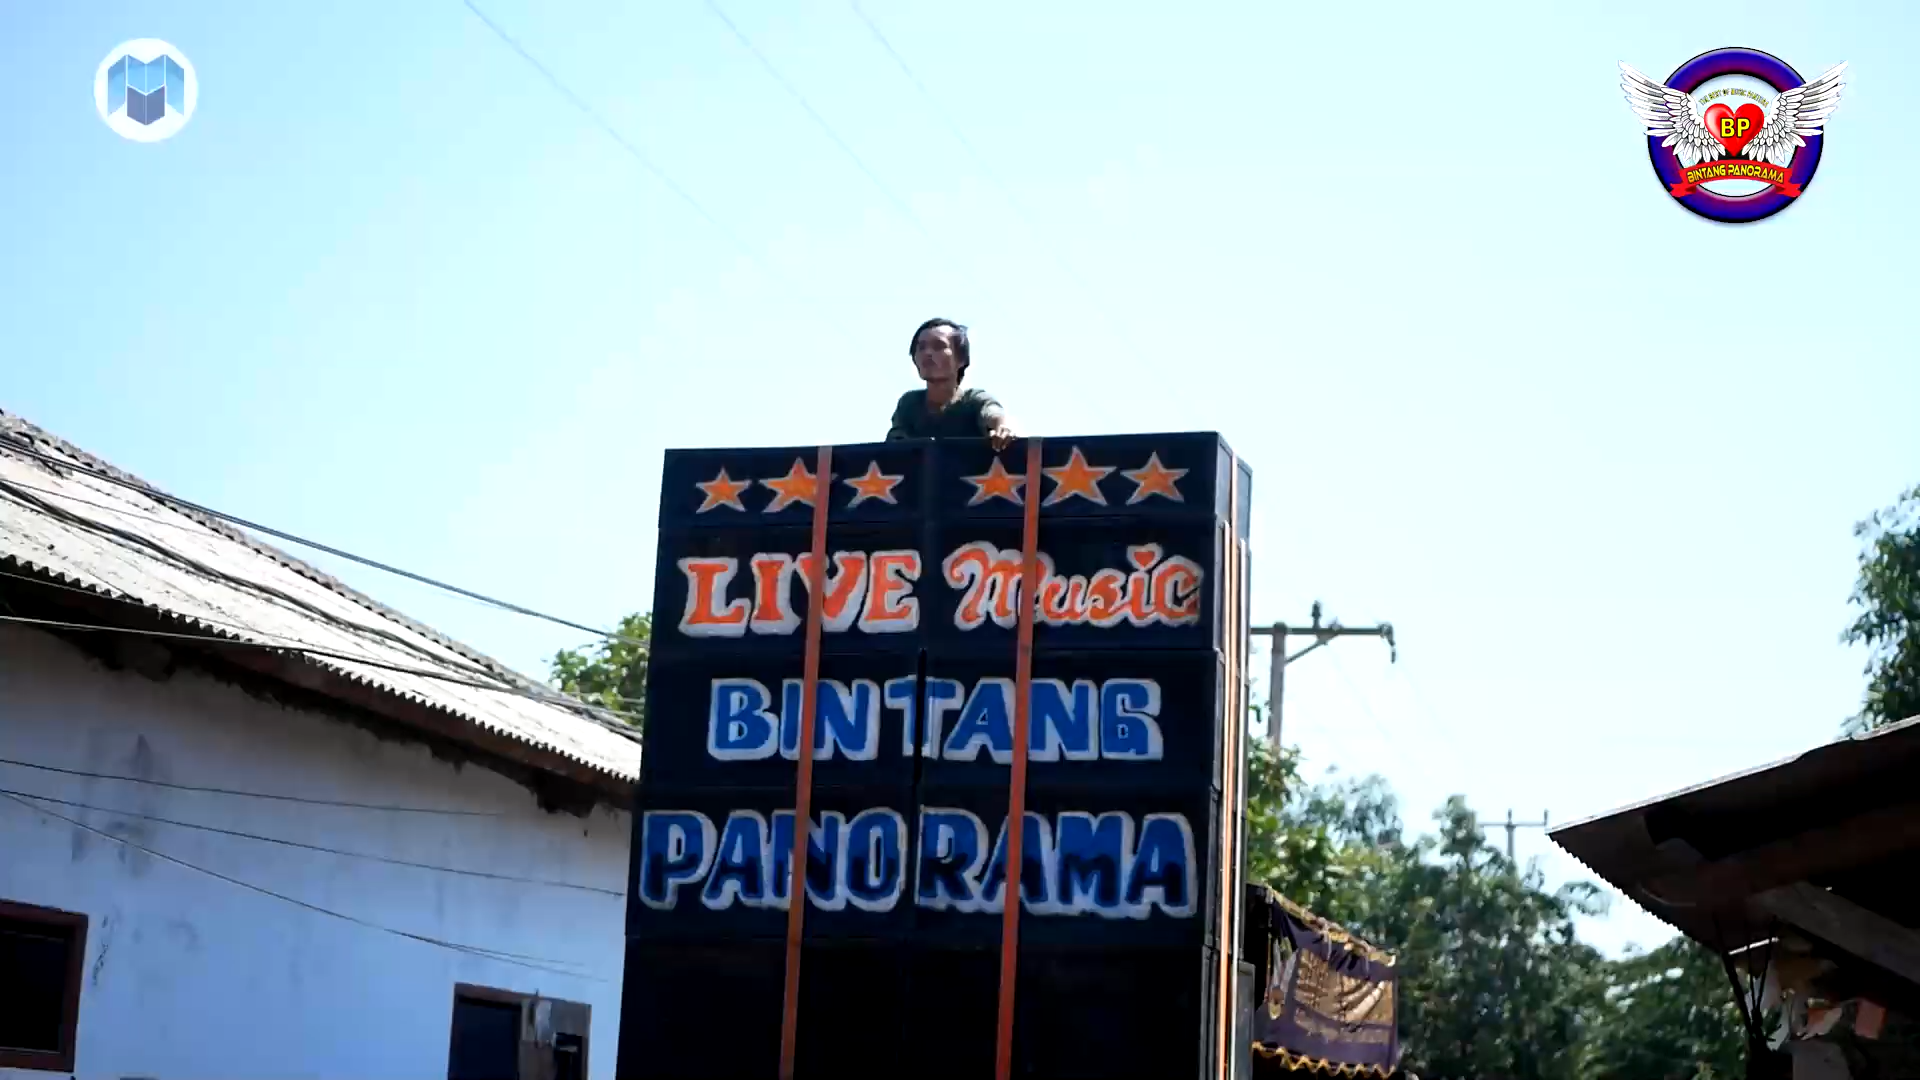 BP
BINTANG PANORAMA
LIVE Music
BINTANG
PANORAMA